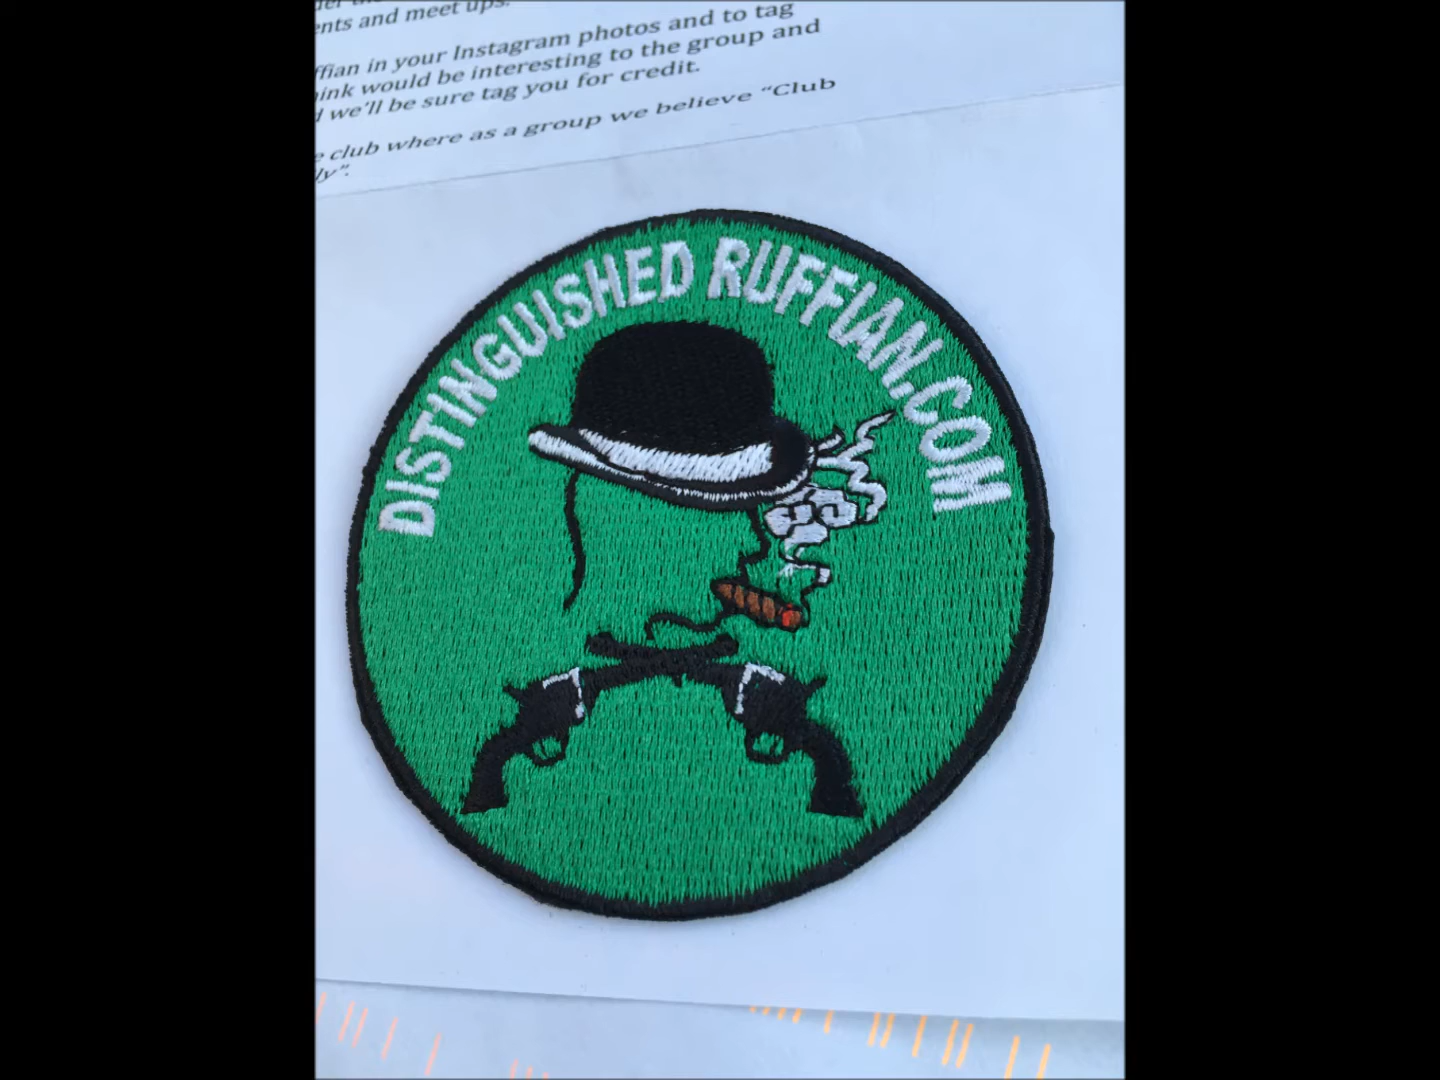 ents and meet ups.
ffian in your Instagram photos and to tag
ink would be interesting to the group and
d we'll be sure tag you for credit.
e club where as a group we believe “Club
ly”.
DISTINGUISHED RUFFIAN.COM